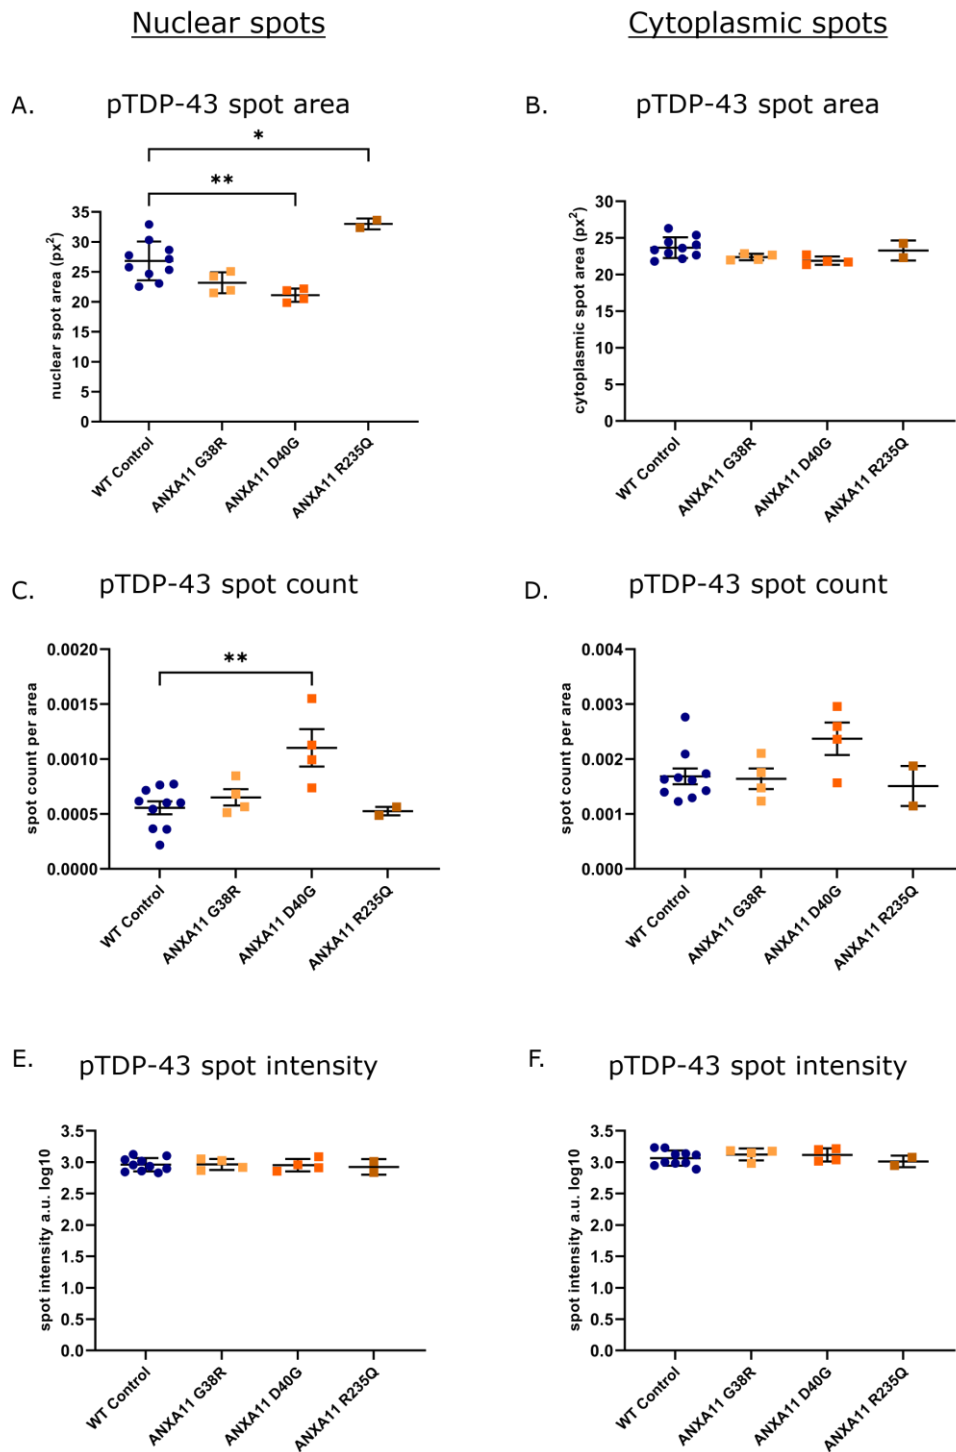 Nuclear spots
Cytoplasmic spots
A.
pTDP-43 spot area
*
**
nuclear spot area (px²)
35
30
25
20
15
10
5
0
WT Control
ANXA11 G38R
ANXA11 D40G
ANXA11 R235Q
B.
pTDP-43 spot area
cytoplasmic spot area (px²)
30
25
20
15
10
5
0
WT Control
ANXA11 G38R
ANXA11 D40G
ANXA11 R235Q
C.
pTDP-43 spot count
**
spot count per area
0.0020
0.0015
0.0010
0.0005
0.0000
WT Control
ANXA11 G38R
ANXA11 D40G
ANXA11 R235Q
D.
pTDP-43 spot count
spot count per area
0.004
0.003
0.002
0.001
0.000
WT Control
ANXA11 G38R
ANXA11 D40G
ANXA11 R235Q
E.
pTDP-43 spot intensity
spot intensity a.u. log10
3.5
3.0
2.5
2.0
1.5
1.0
0.5
0.0
WT Control
ANXA11 G38R
ANXA11 D40G
ANXA11 R235Q
F.
pTDP-43 spot intensity
spot intensity a.u. log10
3.5
3.0
2.5
2.0
1.5
1.0
0.5
0.0
WT Control
ANXA11 G38R
ANXA11 D40G
ANXA11 R235Q